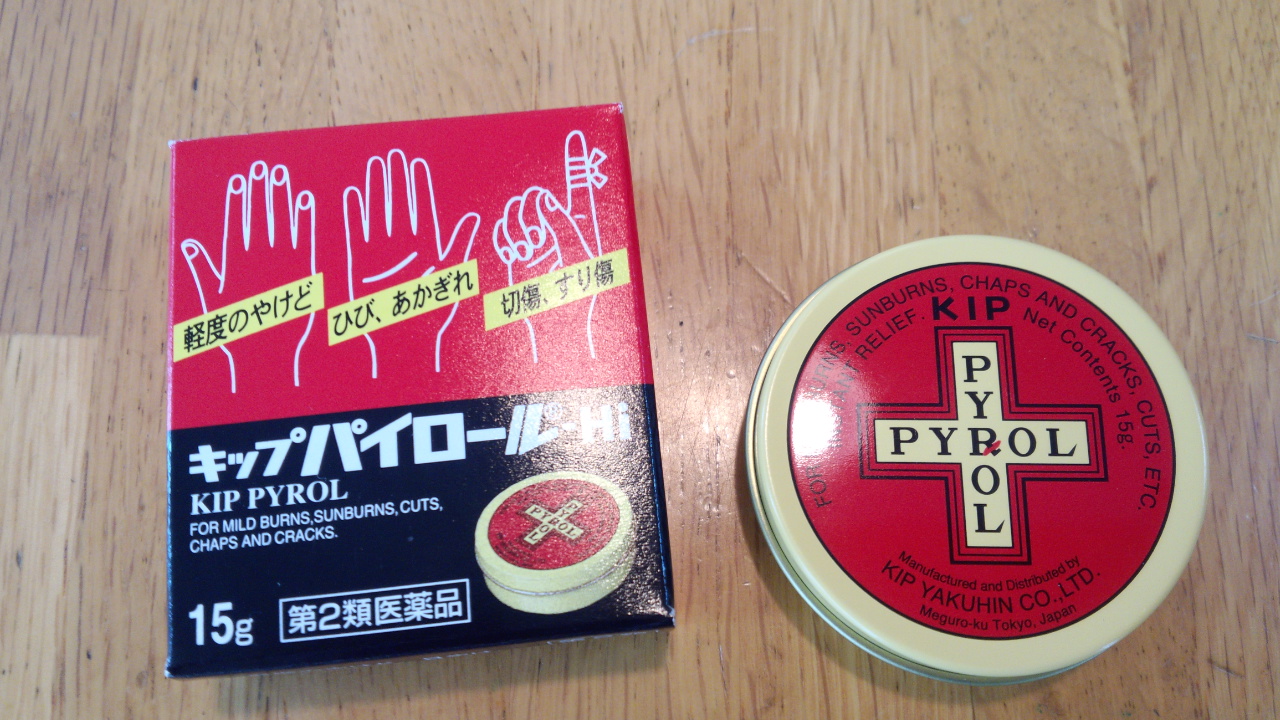 軽度のやけど
ひび、あかぎれ
切傷、すり傷
キップパイロール-Hi
KIP PYROL
FOR MILD BURNS,SUNBURNS,CUTS,
CHAPS AND CRACKS.
PYROL
PYROL
15g
第2類医薬品
SUNBURNS, CHAPS AND CRACKS, CUTS, ETC.
RELIEF.
KIP
Net Contents 15g.
PYROL
PYROL
Manufactured and Distributed by
KIP YAKUHIN CO.,LTD.
Meguro-ku Tokyo, Japan